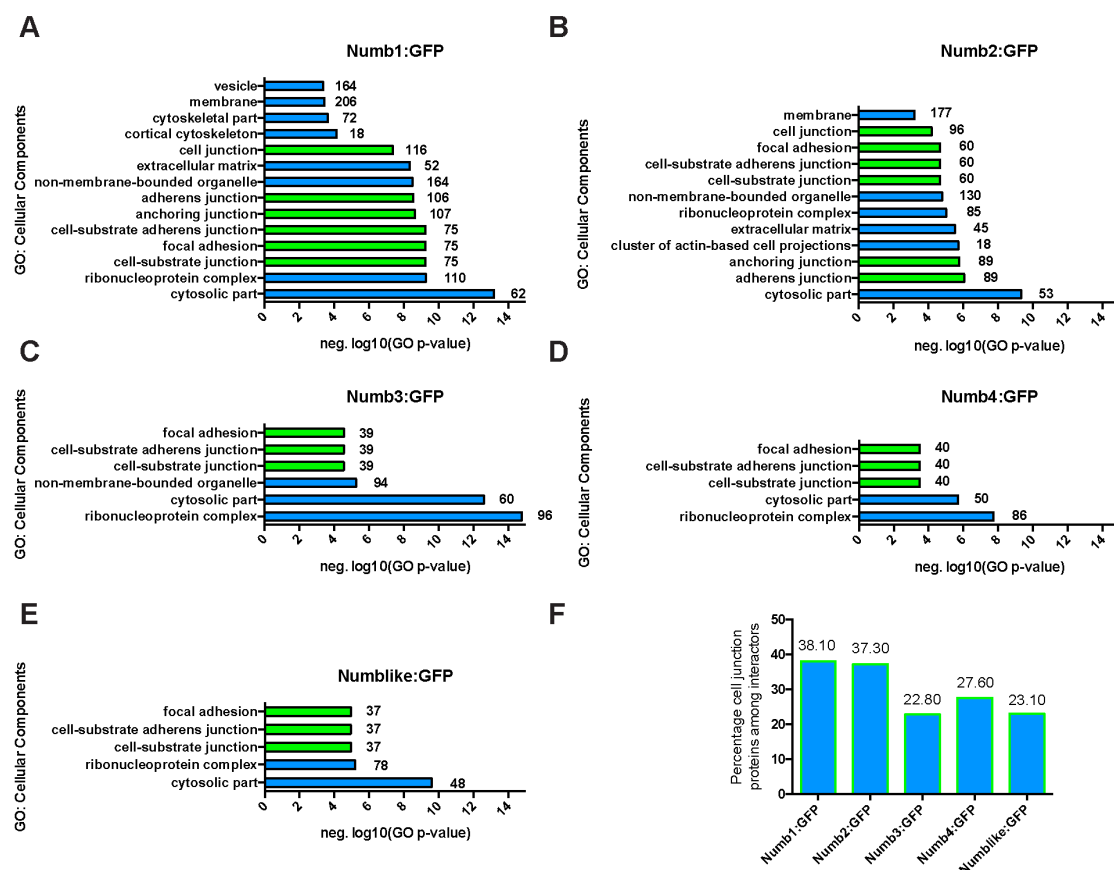 A
Numb1:GFP
GO: Cellular Components
vesicle 164
membrane 206
cytoskeletal part 72
cortical cytoskeleton 18
cell junction 116
extracellular matrix 52
non-membrane-bounded organelle 164
adherens junction 106
anchoring junction 107
cell-substrate adherens junction 75
focal adhesion 75
cell-substrate junction 75
ribonucleoprotein complex 110
cytosolic part 62
0 2 4 6 8 10 12 14
neg. log10(GO p-value)
B
Numb2:GFP
GO: Cellular Components
membrane 177
cell junction 96
focal adhesion 60
cell-substrate adherens junction 60
cell-substrate junction 60
non-membrane-bounded organelle 130
ribonucleoprotein complex 85
extracellular matrix 45
cluster of actin-based cell projections 18
anchoring junction 89
adherens junction 89
cytosolic part 53
0 2 4 6 8 10 12 14
neg. log10(GO p-value)
C
Numb3:GFP
GO: Cellular Components
focal adhesion 39
cell-substrate adherens junction 39
cell-substrate junction 39
non-membrane-bounded organelle 94
cytosolic part 60
ribonucleoprotein complex 96
0 2 4 6 8 10 12 14
neg. log10(GO p-value)
D
Numb4:GFP
GO: Cellular Components
focal adhesion 40
cell-substrate adherens junction 40
cell-substrate junction 40
cytosolic part 50
ribonucleoprotein complex 86
0 2 4 6 8 10 12 14
neg. log10(GO p-value)
E
Numblike:GFP
GO: Cellular Components
focal adhesion 37
cell-substrate adherens junction 37
cell-substrate junction 37
ribonucleoprotein complex 78
cytosolic part 48
0 2 4 6 8 10 12 14
neg. log10(GO p-value)
F
Percentage cell junction
proteins among interactors
50
40
30
20
10
0
38.10 37.30 22.80 27.60 23.10
Numb1:GFP Numb2:GFP Numb3:GFP Numb4:GFP Numblike:GFP